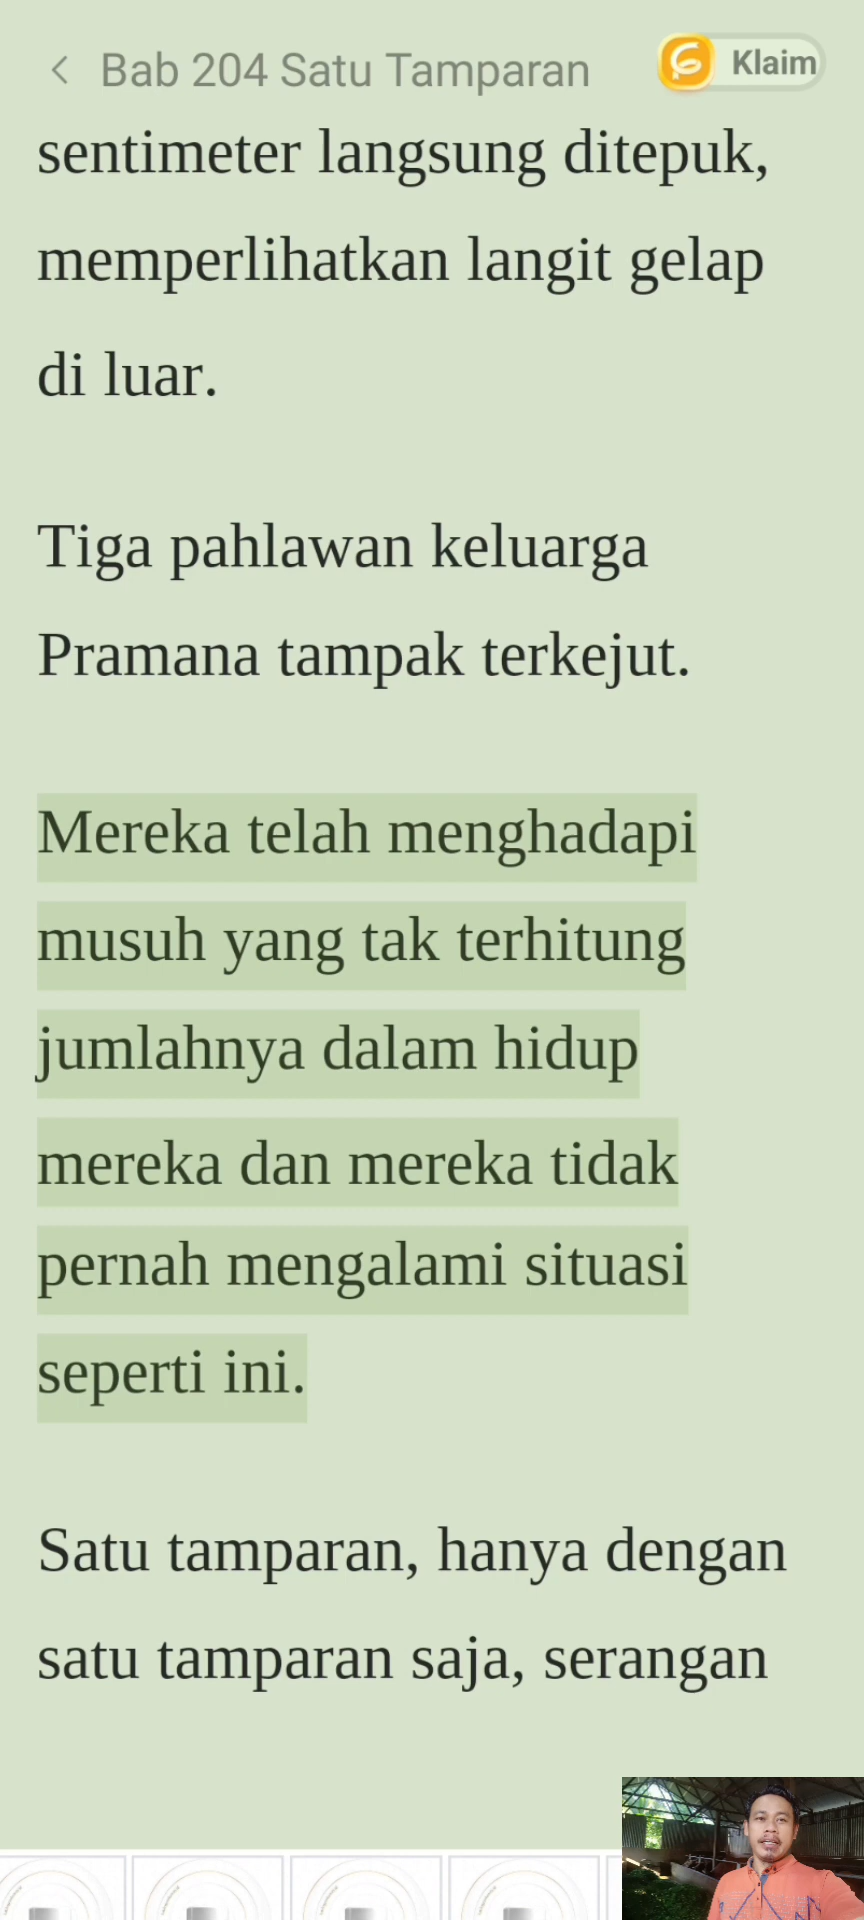 Bab 204 Satu Tamparan
Klaim
sentimeter langsung ditepuk,
memperlihatkan langit gelap
di luar.
Tiga pahlawan keluarga
Pramana tampak terkejut.
Mereka telah menghadapi
musuh yang tak terhitung
jumlahnya dalam hidup
mereka dan mereka tidak
pernah mengalami situasi
seperti ini.
Satu tamparan, hanya dengan
satu tamparan saja, serangan